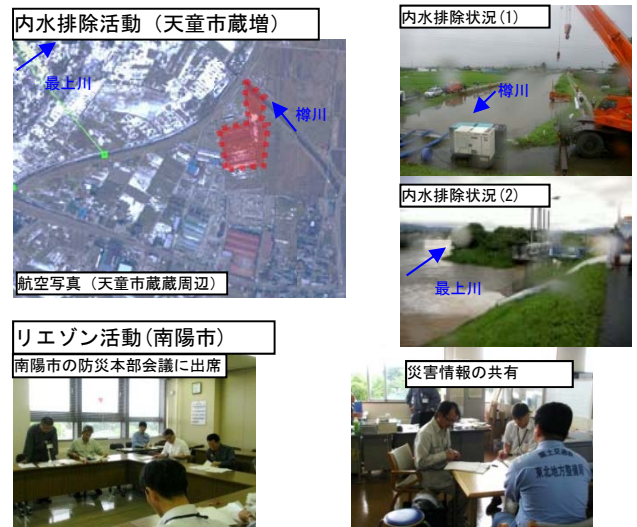 内水排除活動（天童市蔵増）
最上川
樽川
航空写真（天童市蔵蔵周辺）
内水排除状況(1)
樽川
内水排除状況(2)
最上川
リエゾン活動(南陽市)
南陽市の防災本部会議に出席
災害情報の共有
国土交通省
東北地方整備局